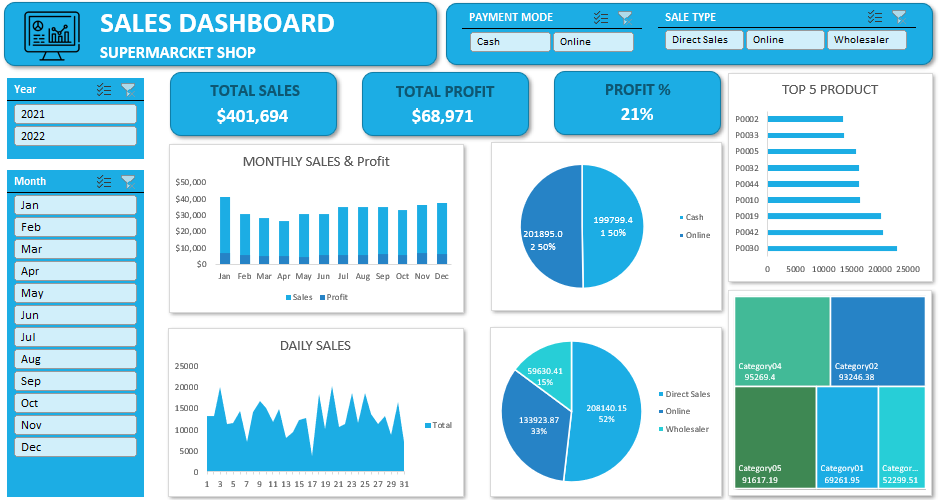 SALES DASHBOARD
SUPERMARCKET SHOP
PAYMENT MODE
Cash
Online
SALE TYPE
Direct Sales
Online
Wholesaler
Year
2021
2022
Month
Jan
Feb
Mar
Apr
May
Jun
Jul
Aug
Sep
Oct
Nov
Dec
TOTAL SALES
$401,694
TOTAL PROFIT
$68,971
PROFIT %
21%
MONTHLY SALES & Profit
$50,000
$40,000
$30,000
$20,000
$10,000
$0
Jan Feb Mar Apr May Jun Jul Aug Sep Oct Nov Dec
Sales Profit
199799.4
1 50%
201895.0
2 50%
Cash
Online
TOP 5 PRODUCT
P0002
P0033
P0005
P0032
P0044
P0010
P0019
P0042
P0030
0 5000 10000 15000 20000 25000
DAILY SALES
25000
20000
15000
10000
5000
0
1 3 5 7 9 11 13 15 17 19 21 23 25 27 29 31
Total
59630.41
15%
208140.15
52%
133923.87
33%
Direct Sales
Online
Wholesaler
Category04
95269.4
Category02
93246.38
Category05
91617.19
Category01
69261.95
Categor...
52299.51